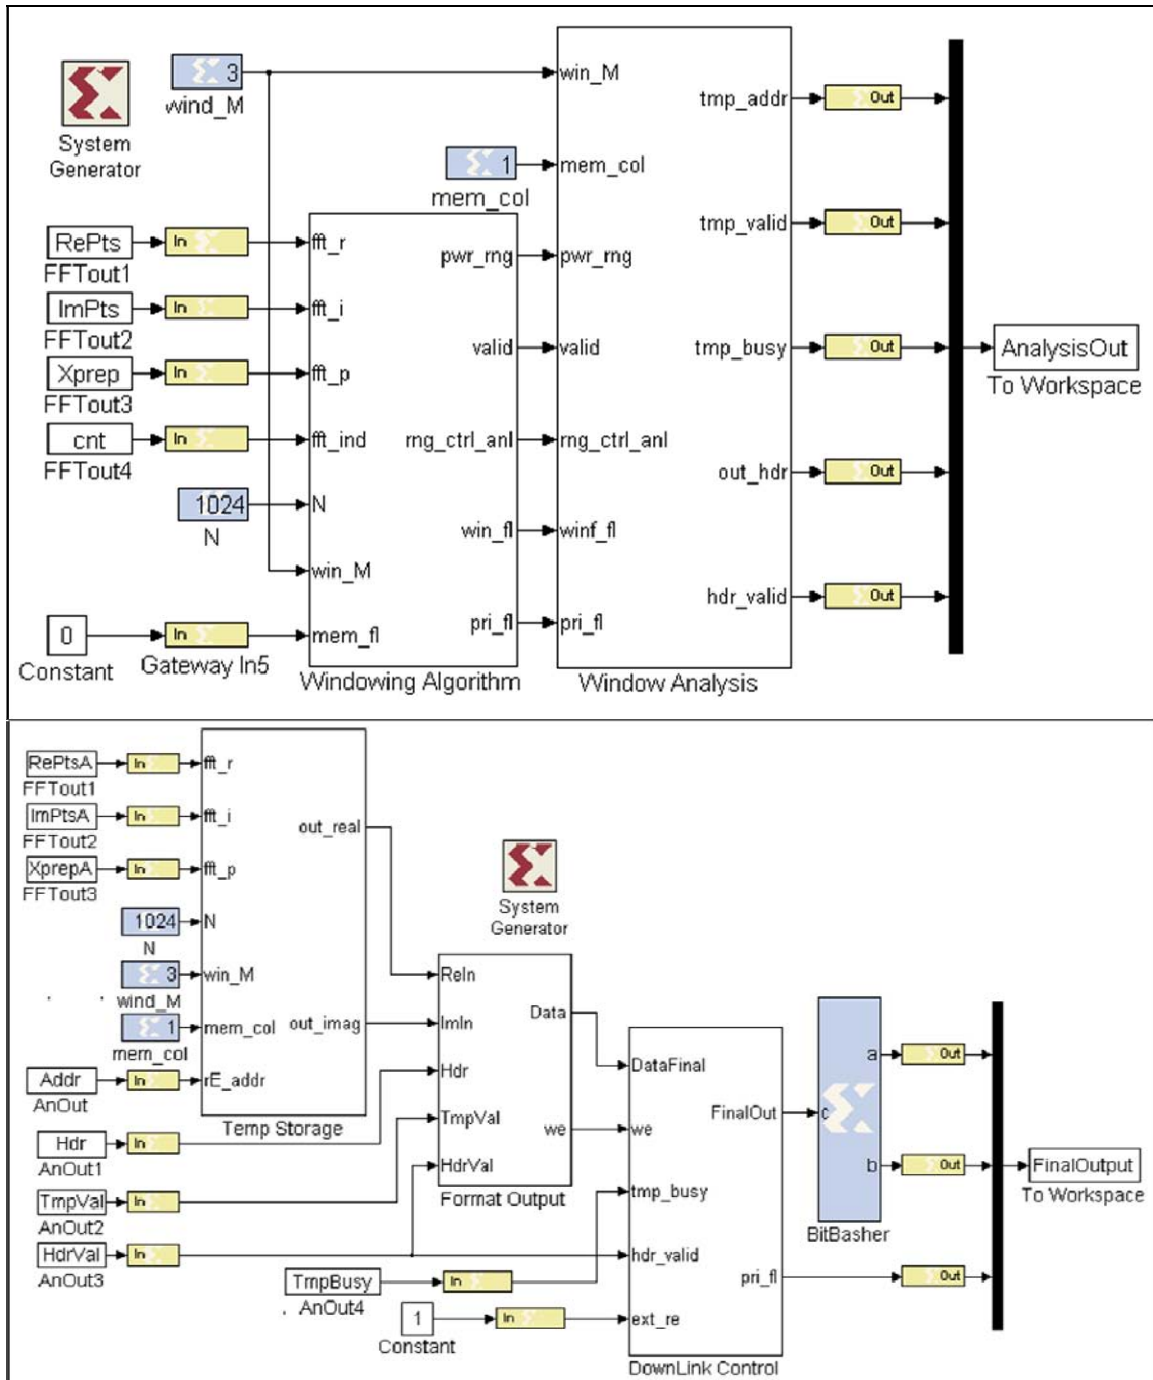 3
wind_M
System
Generator
1
mem_col
RePts
In
FFTout1
ImPts
In
FFTout2
Xprep
In
FFTout3
cnt
In
FFTout4
1024
N
0
Constant
In
Gateway In5
fft_r
fft_i
fft_p
fft_ind
N
win_M
mem_fl
pwr_rng
valid
rng_ctrl_anl
win_fl
pri_fl
Windowing Algorithm
win_M
mem_col
pwr_rng
valid
rng_ctrl_anl
winf_fl
pri_fl
tmp_addr
tmp_valid
tmp_busy
out_hdr
hdr_valid
Window Analysis
Out
Out
Out
Out
Out
AnalysisOut
To Workspace
RePtsA
In
FFTout1
ImPtsA
In
FFTout2
XprepA
In
FFTout3
1024
N
3
wind_M
1
mem_col
Addr
In
AnOut
Hdr
In
AnOut1
TmpVal
In
AnOut2
HdrVal
In
AnOut3
fft_r
fft_i
fft_p
N
win_M
mem_col
rE_addr
out_real
out_imag
Temp Storage
System
Generator
ReIn
ImIn
Hdr
TmpVal
HdrVal
Data
we
Format Output
TmpBusy
In
AnOut4
1
In
Constant
DataFinal
we
tmp_busy
hdr_valid
ext_re
FinalOut
pri_fl
DownLink Control
c
a
b
BitBasher
Out
Out
Out
FinalOutput
To Workspace